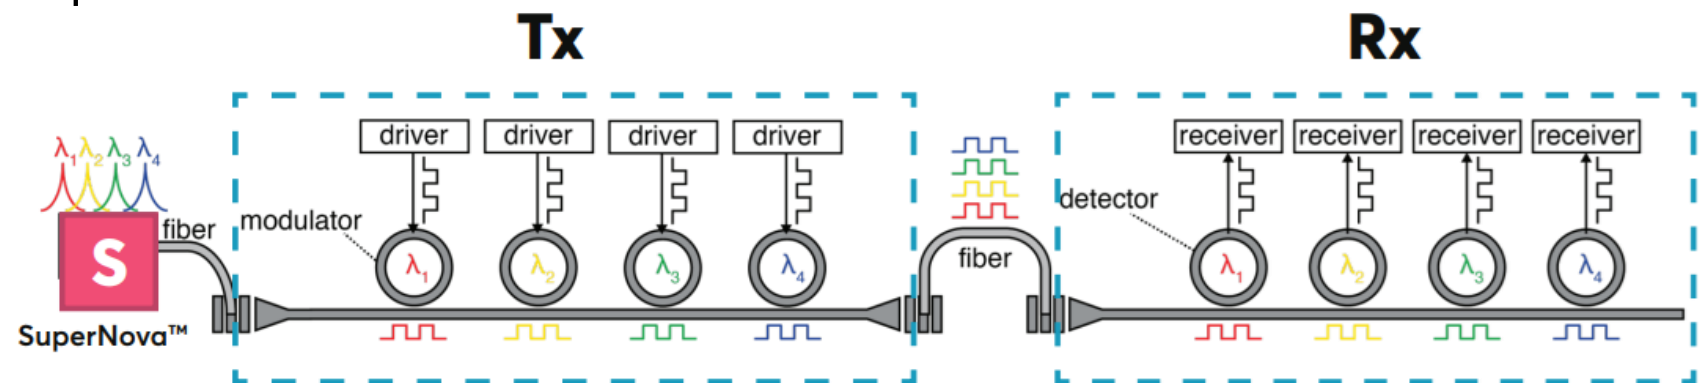 Tx
Rx
driver
driver
driver
driver
receiver
receiver
receiver
receiver
λ1
λ2
λ3
λ4
fiber
modulator
detector
fiber
S
λ1
λ2
λ3
λ4
λ1
λ2
λ3
λ4
SuperNova™